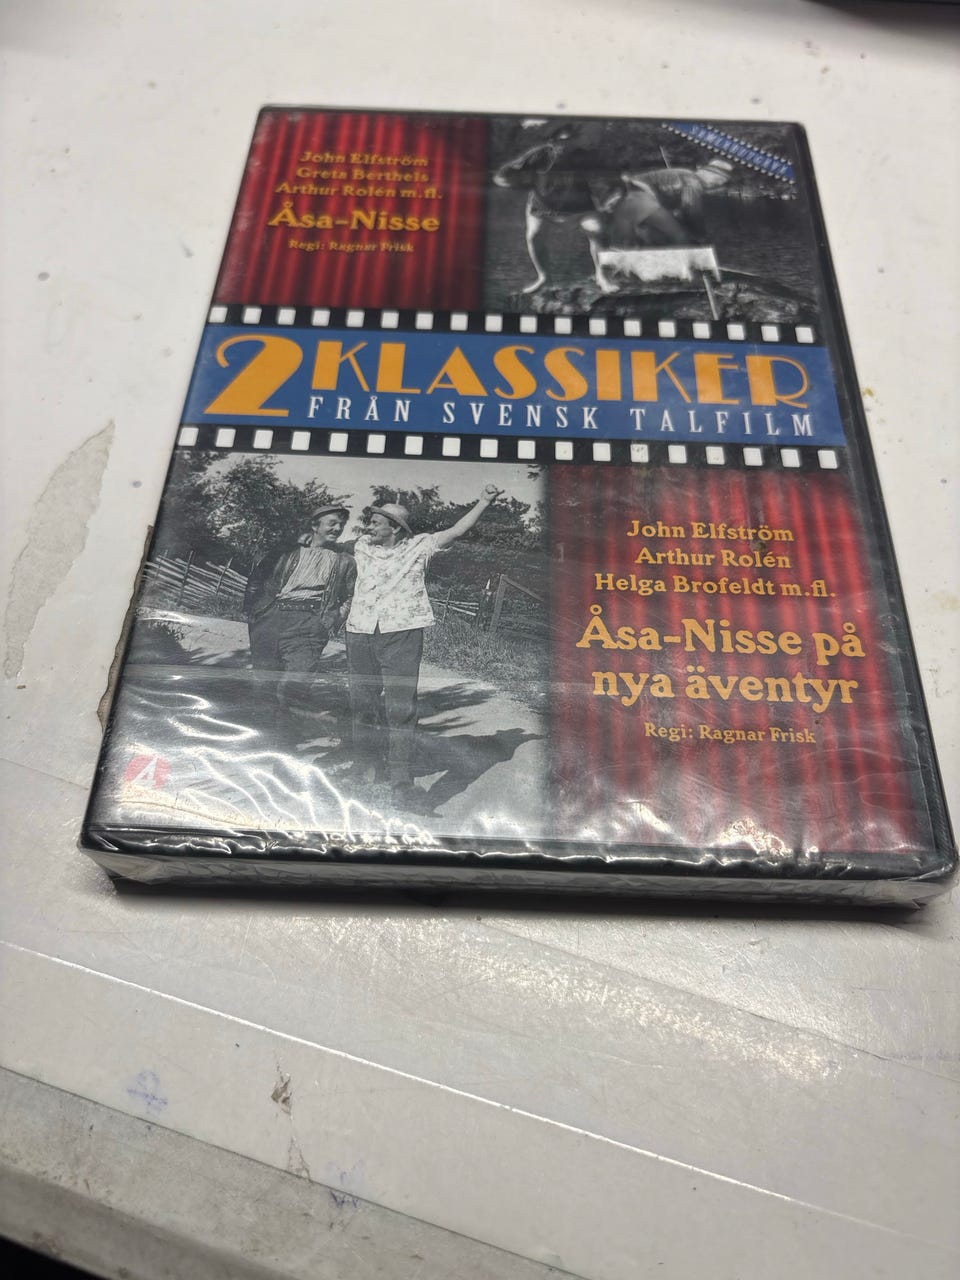 John Elfström
Greta Berthels
Arthur Rolén m.fl.
Åsa-Nisse
Regi: Ragnar Frisk
SAMLARUTGÅVA
2 KLASSIKER
FRÅN SVENSK TALFILM
John Elfström
Arthur Rolén
Helga Brofeldt m.fl.
Åsa-Nisse på
nya äventyr
Regi: Ragnar Frisk
Å